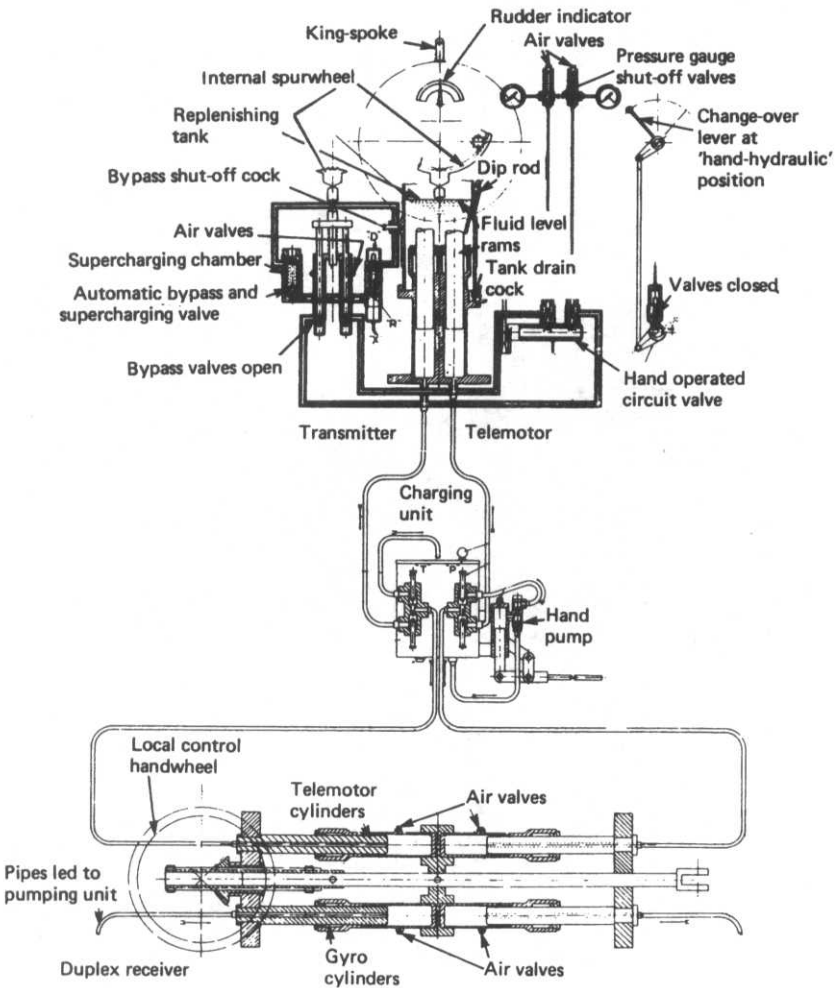 King-spoke
Rudder indicator
Air valves
Pressure gauge
shut-off valves
Internal spurwheel
Replenishing
tank
Bypass shut-off cock
Dip rod
Change-over
lever at
'hand-hydraulic'
position
Air valves
Supercharging chamber
Automatic bypass and
supercharging valve
Bypass valves open
Fluid level
rams
Tank drain
cock
Valves closed
Hand operated
circuit valve
Transmitter
Telemotor
Charging
unit
T
P
Hand
pump
Local control
handwheel
Telemotor
cylinders
Air valves
Pipes led to
pumping unit
Duplex receiver
Gyro
cylinders
Air valves